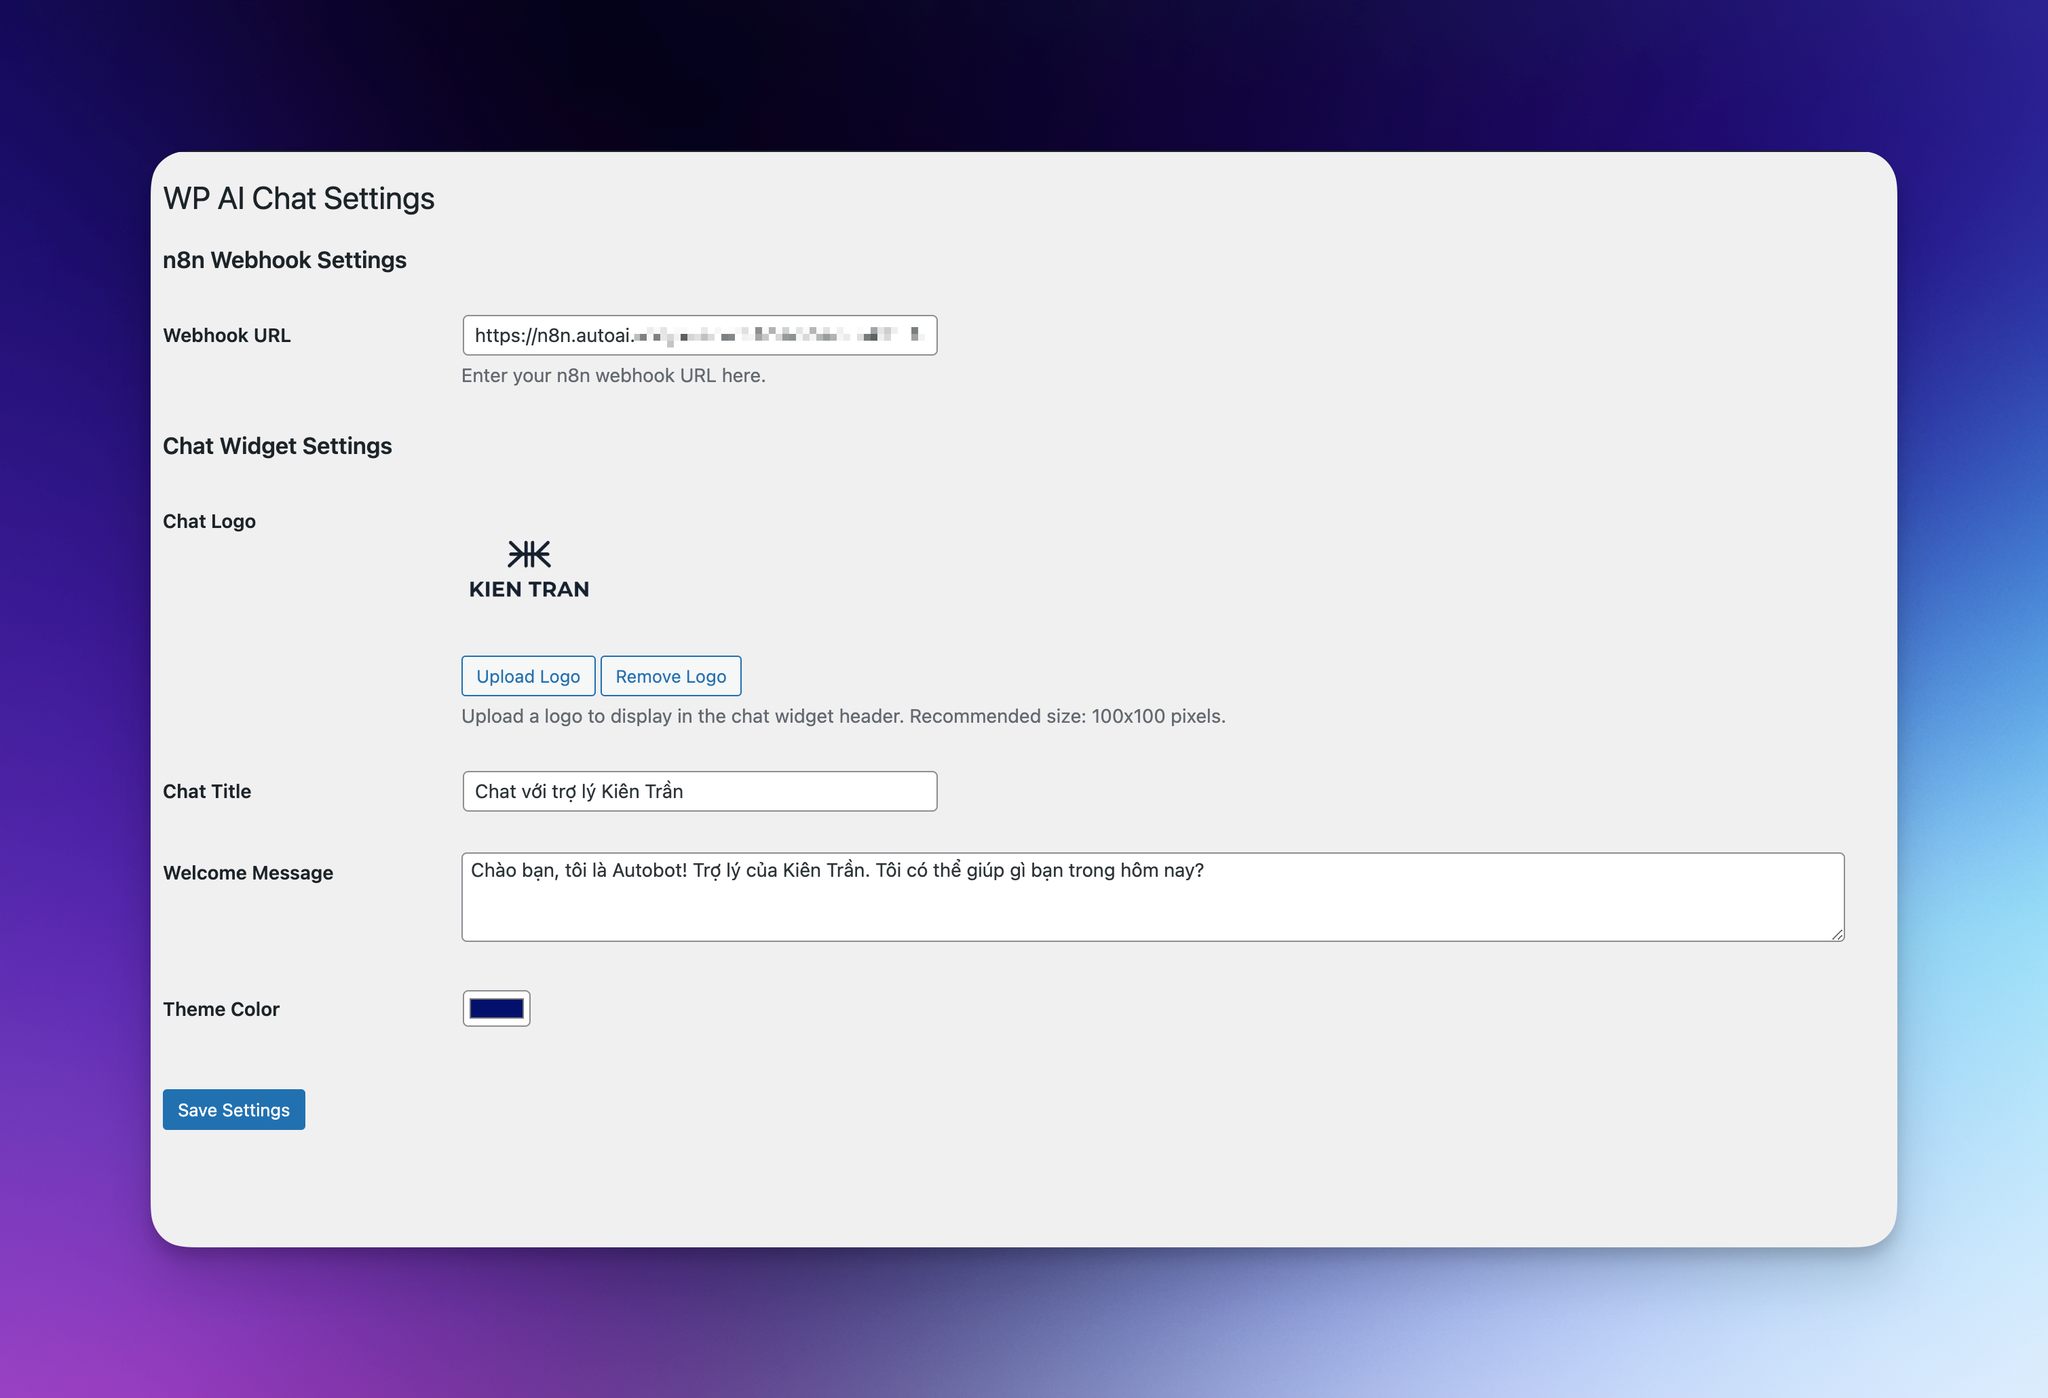 WP AI Chat Settings
n8n Webhook Settings
Webhook URL
https://n8n.autoai.
Enter your n8n webhook URL here.
Chat Widget Settings
Chat Logo
KIEN TRAN
Upload Logo
Remove Logo
Upload a logo to display in the chat widget header. Recommended size: 100x100 pixels.
Chat Title
Chat với trợ lý Kiên Trần
Welcome Message
Chào bạn, tôi là Autobot! Trợ lý của Kiên Trần. Tôi có thể giúp gì bạn trong hôm nay?
Theme Color
Save Settings